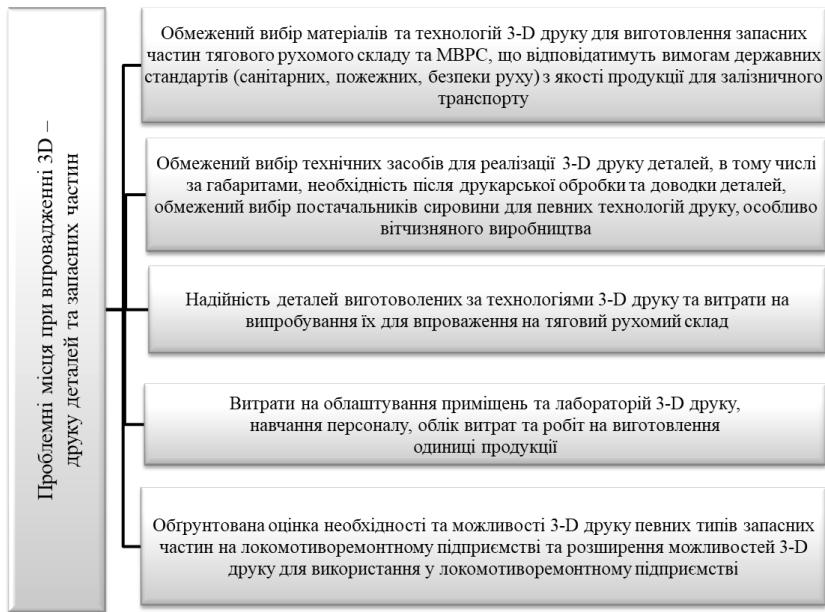 Проблемні місця при впровадженні 3D –
друку деталей та запасних частин
Обмежений вибір матеріалів та технологій 3-D друку для виготовлення запасних
частин тягового рухомого складу та МВРС, що відповідатимуть вимогам державних
стандартів (санітарних, пожежних, безпеки руху) з якості продукції для залізничного
транспорту
Обмежений вибір технічних засобів для реалізації 3-D друку деталей, в тому числі
за габаритами, необхідність після друкарської обробки та доводки деталей,
обмежений вибір постачальників сировини для певних технологій друку, особливо
вітчизняного виробництва
Надійність деталей виготоволених за технологіями 3-D друку та витрати на
випробування їх для впроваження на тяговий рухомий склад
Витрати на облаштування приміщень та лабораторій 3-D друку,
навчання персоналу, облік витрат та робіт на виготовлення
одиниці продукції
Обґрунтована оцінка необхідності та можливості 3-D друку певних типів запасних
частин на локомотиворемонтному підприємстві та розширення можливостей 3-D
друку для використання у локомотиворемонтному підприємстві